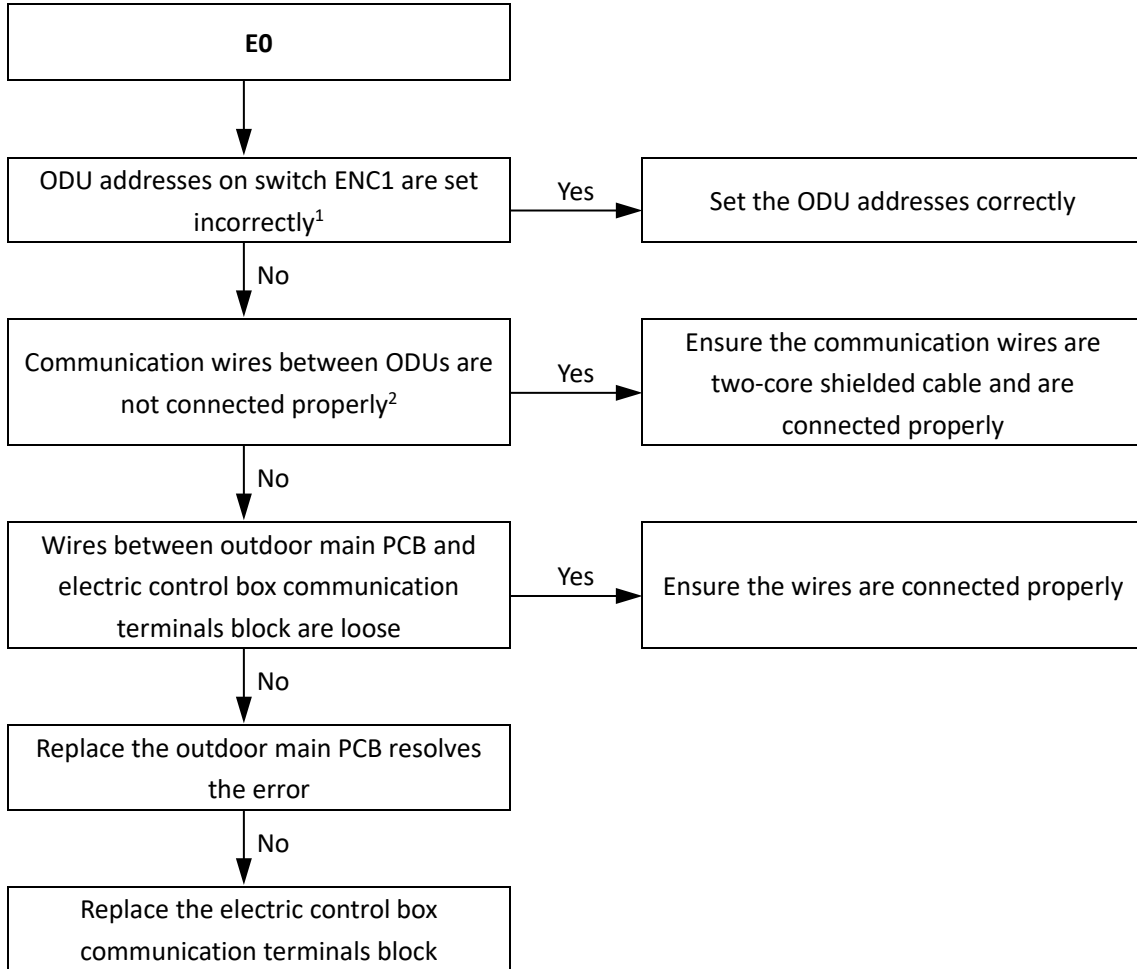 E0
ODU addresses on switch ENC1 are set
incorrectly1
Yes
Set the ODU addresses correctly
No
Communication wires between ODUs are
not connected properly2
Yes
Ensure the communication wires are
two-core shielded cable and are
connected properly
No
Wires between outdoor main PCB and
electric control box communication
terminals block are loose
Yes
Ensure the wires are connected properly
No
Replace the outdoor main PCB resolves
the error
No
Replace the electric control box
communication terminals block